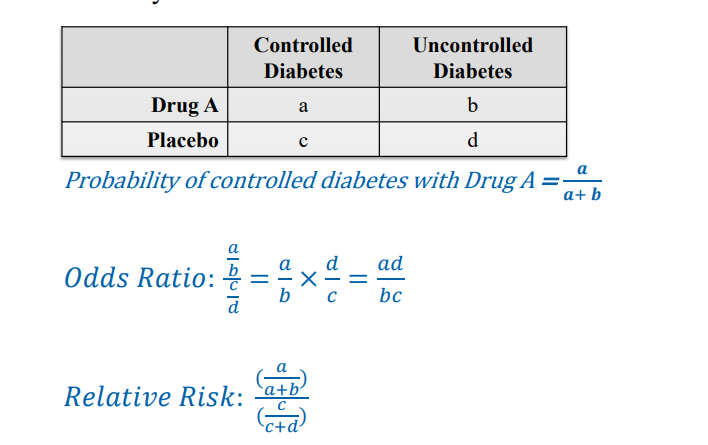 Controlled Diabetes Uncontrolled Diabetes
Drug A a b
Placebo c d
Probability of controlled diabetes with Drug A = a/(a+ b)
Odds Ratio: (a/b)/(c/d) = a/b × d/c = ad/bc
Relative Risk: (a/(a+b))/(c/(c+d))